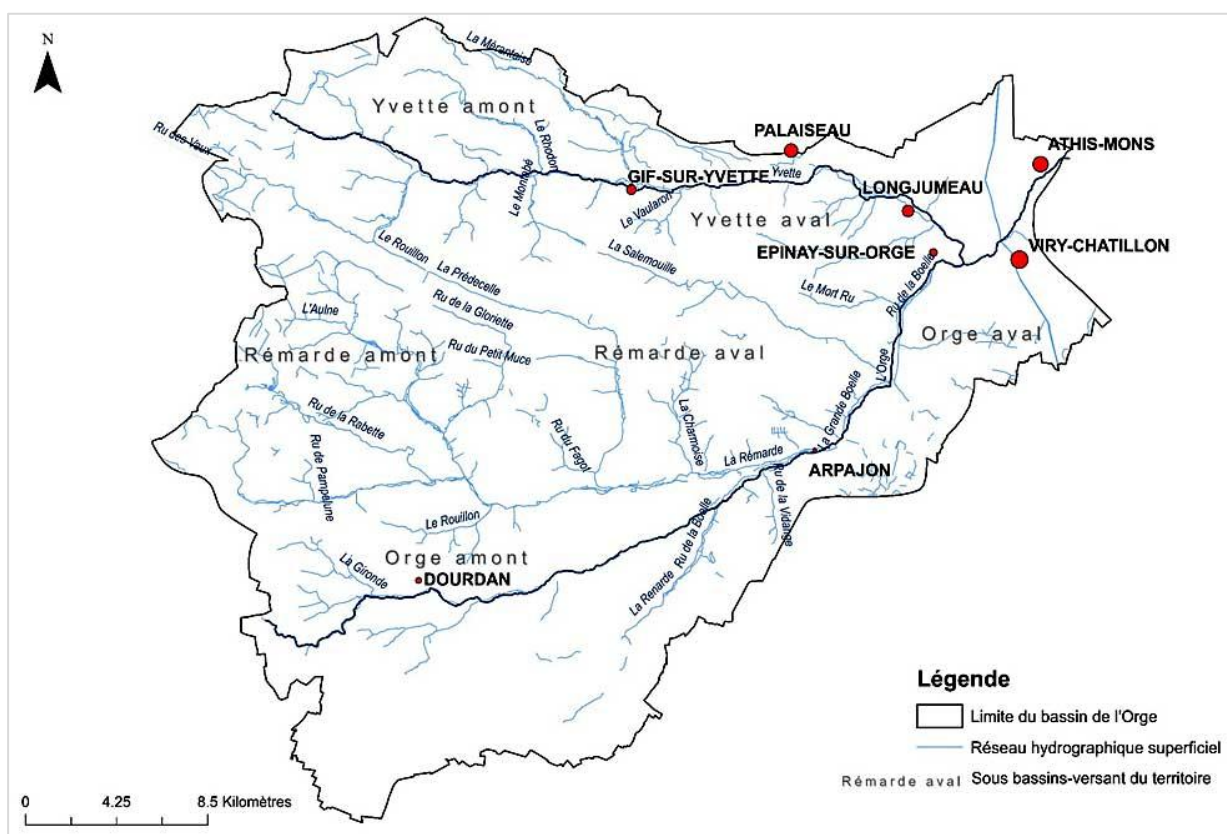 N
La Mérantaise
Yvette amont
Ru des Vaux
Le Rhodon
Le Montabé
PALAISEAU
ATHIS-MONS
GIF-SUR-YVETTE
Yvette
LONGJUMEAU
Le Vaularon
Yvette aval
VIRY-CHATILLON
EPINAY-SUR-ORGE
Le Rouillon
La Salemouille
La Prédecelle
Le Mort Ru
Ru de la Boelle
L'Aulne
Ru de la Gloriette
Orge aval
Rémarde amont
Ru du Petit Muce
Rémarde aval
L'Orge
La Grande Boelle
Ru de la Rabette
Ru de Pampelune
Ru du Fagot
La Charmoise
La Rémarde
ARPAJON
Ru de la Vidange
Le Rouillon
Ru de la Boelle
Orge amont
La Gironde
DOURDAN
La Renarde
Légende
Limite du bassin de l'Orge
Réseau hydrographique superficiel
Rémarde aval Sous bassins-versant du territoire
0 4.25 8.5 Kilomètres